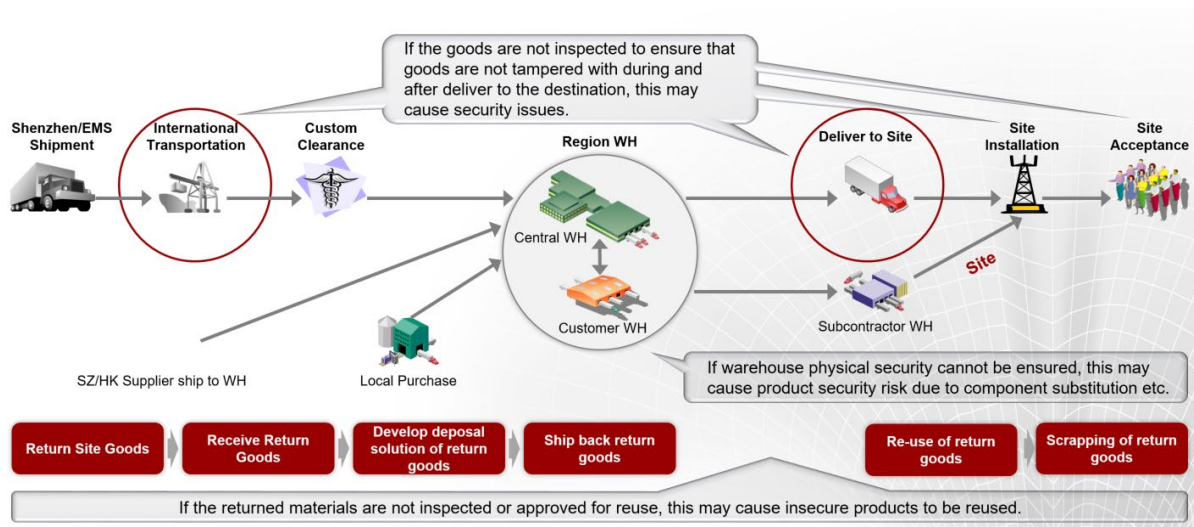 If the goods are not inspected to ensure that
goods are not tampered with during and
after deliver to the destination, this may
cause security issues.
Shenzhen/EMS
Shipment
International
Transportation
Custom
Clearance
Region WH
Deliver to Site
Site
Installation
Site
Acceptance
Central WH
Customer WH
Site
Subcontractor WH
SZ/HK Supplier ship to WH
Local Purchase
If warehouse physical security cannot be ensured, this may
cause product security risk due to component substitution etc.
Return Site Goods
Receive Return
Goods
Develop deposal
solution of return
goods
Ship back return
goods
Re-use of return
goods
Scrapping of return
goods
If the returned materials are not inspected or approved for reuse, this may cause insecure products to be reused.